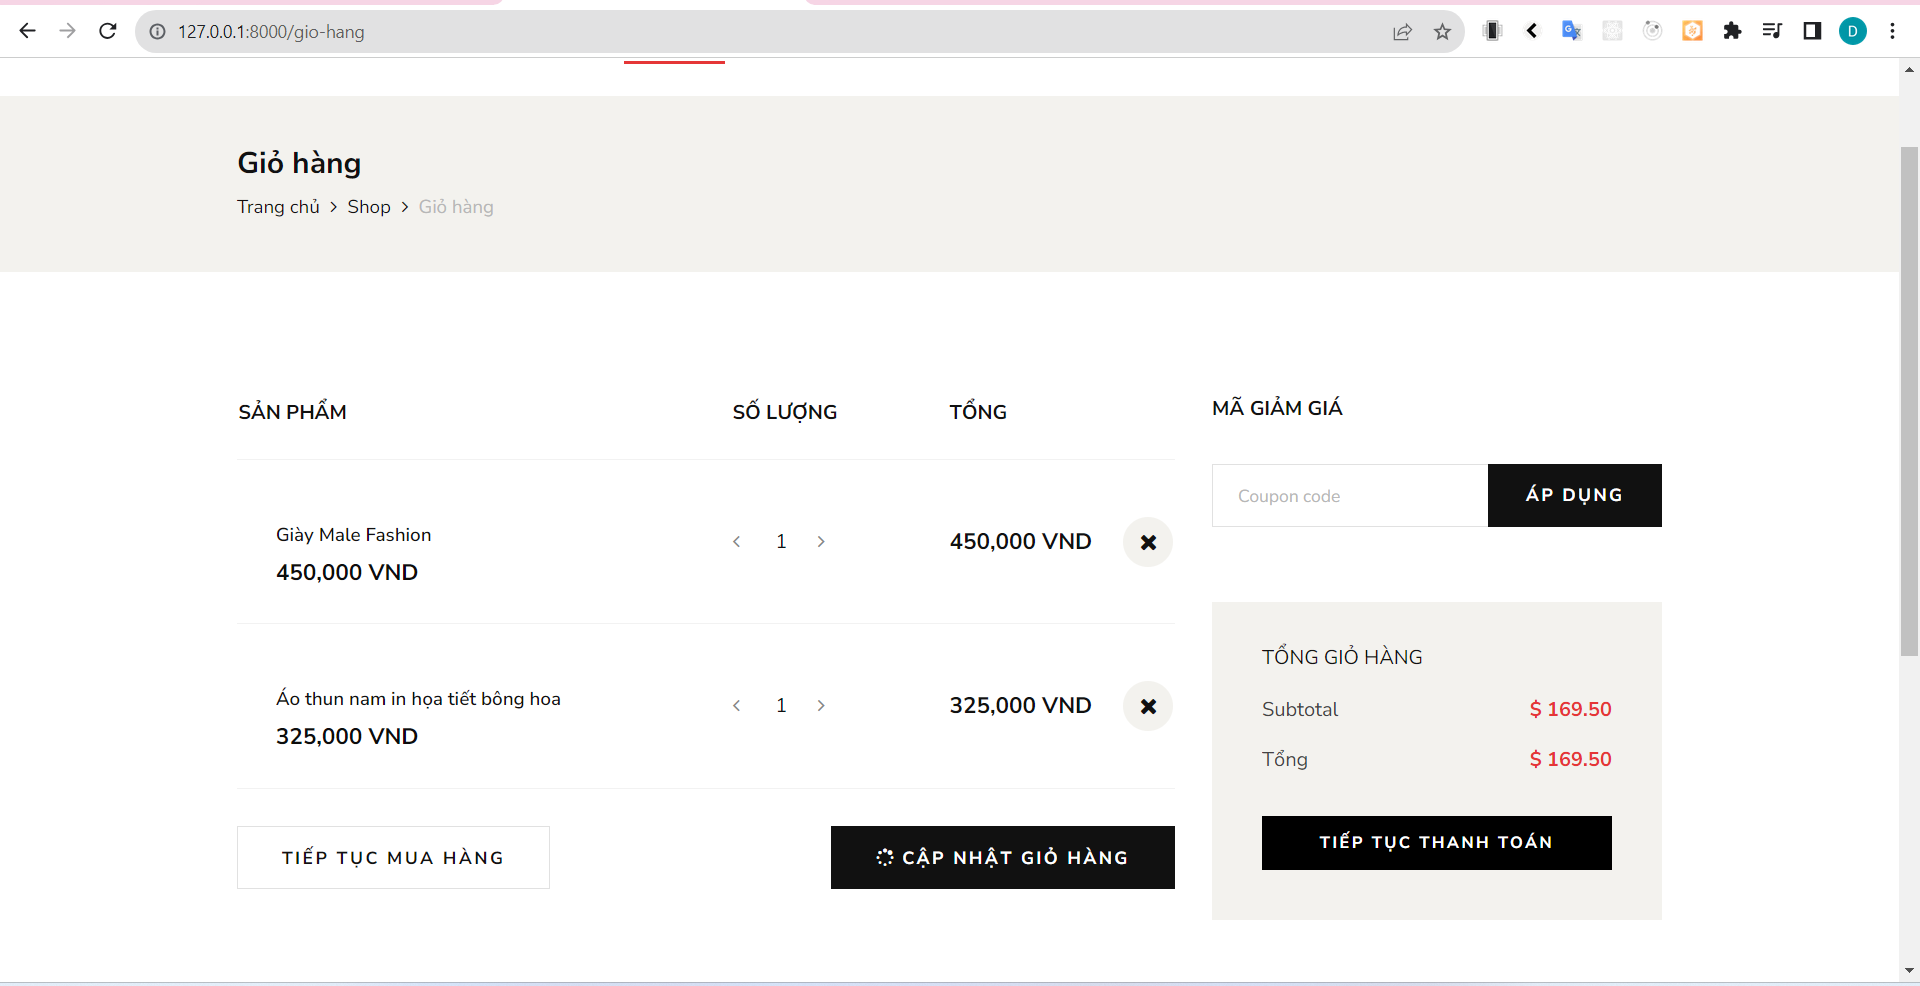 127.0.0.1:8000/gio-hang
D
Giỏ hàng
Trang chủ > Shop > Giỏ hàng
SẢN PHẨM SỐ LƯỢNG TỔNG
Giày Male Fashion
450,000 VND
1
450,000 VND
Áo thun nam in họa tiết bông hoa
325,000 VND
1
325,000 VND
TIẾP TỤC MUA HÀNG
CẬP NHẬT GIỎ HÀNG
MÃ GIẢM GIÁ
Coupon code
ÁP DỤNG
TỔNG GIỎ HÀNG
Subtotal $ 169.50
Tổng $ 169.50
TIẾP TỤC THANH TOÁN